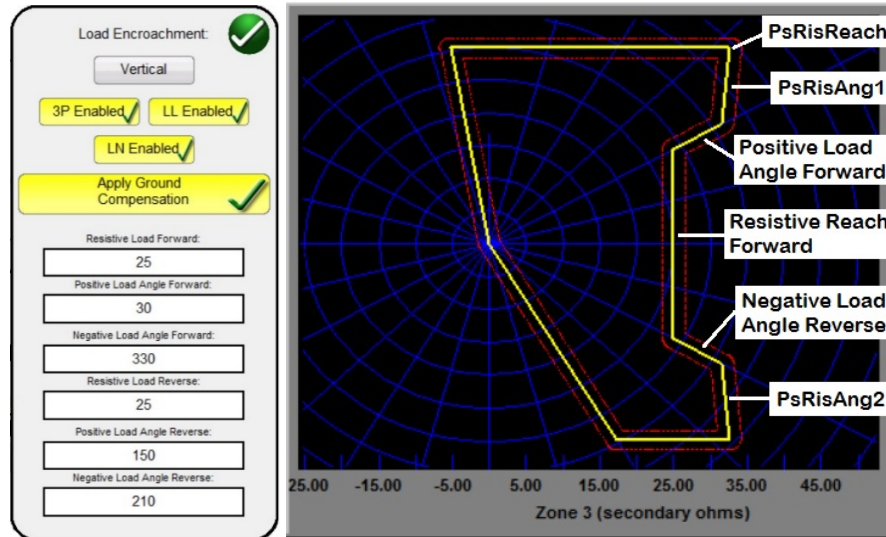 Load Encroachment:
Vertical
3P Enabled
LL Enabled
LN Enabled
Apply Ground
Compensation
Resistive Load Forward:
25
Positive Load Angle Forward:
30
Negative Load Angle Forward:
330
Resistive Load Reverse:
25
Positive Load Angle Reverse:
150
Negative Load Angle Reverse:
210
PsRisReach
PsRisAng1
Positive Load
Angle Forward
Resistive Reach
Forward
Negative Load
Angle Reverse
PsRisAng2
25.00 -15.00 -5.00 5.00 15.00 25.00 35.00 45.00
Zone 3 (secondary ohms)